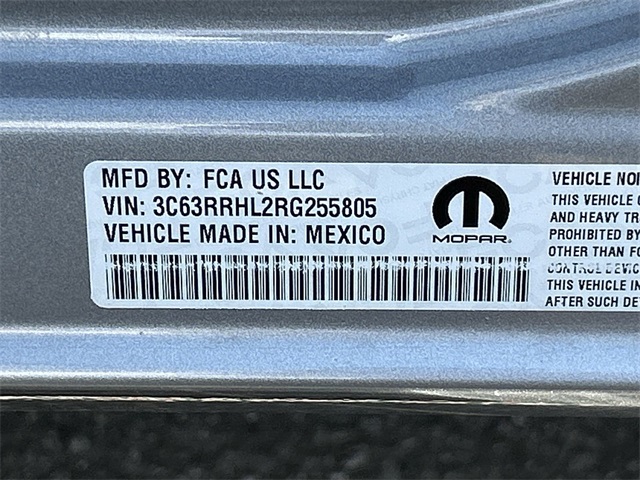 MFD BY: FCA US LLC
VIN: 3C63RRHL2RG255805
VEHICLE MADE IN: MEXICO
MOPAR
VEHICLE NOI
THIS VEHICLE
AND HEAVY TR
PROHIBITED BY
OTHER THAN FO
CONTROL DEVIC
THIS VEHICLE IN
AFTER SUCH DE